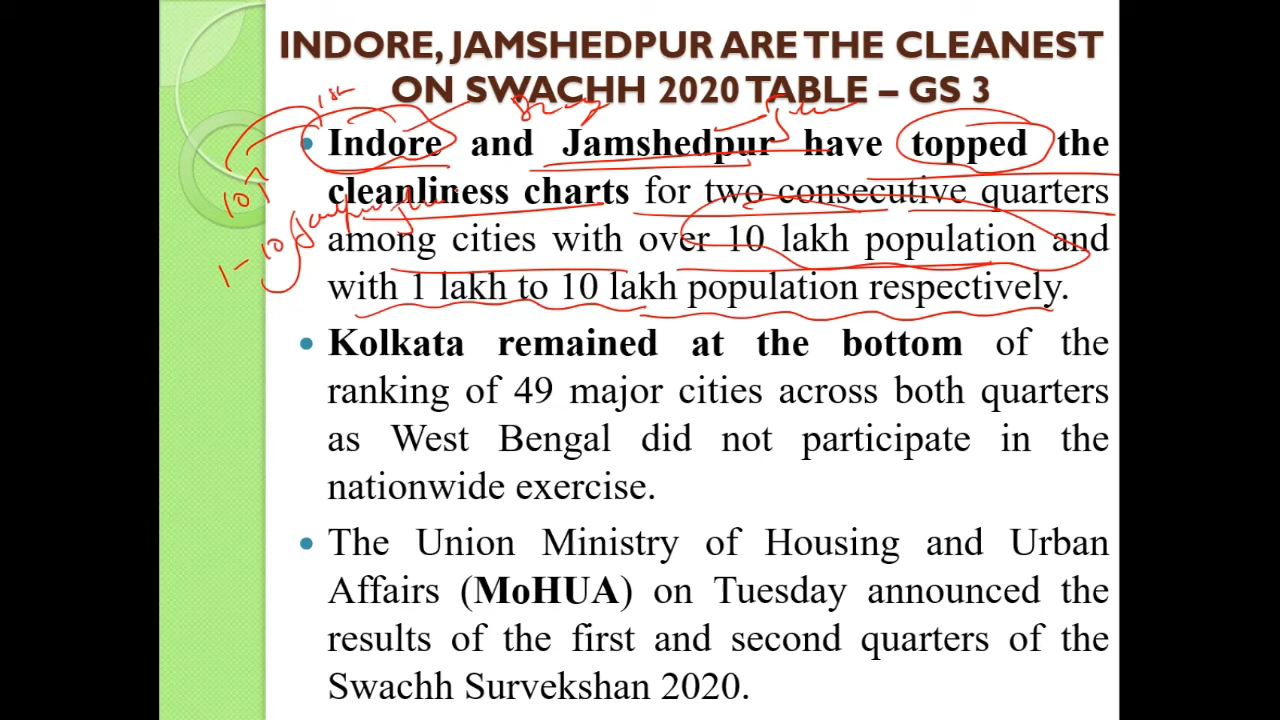 INDORE, JAMSHEDPUR ARE THE CLEANEST
ON SWACHH 2020 TABLE – GS 3
1st
• Indore and Jamshedpur have topped the
cleanliness charts for two consecutive quarters
10↑
among cities with over 10 lakh population and
1-10
with 1 lakh to 10 lakh population respectively.
• Kolkata remained at the bottom of the
ranking of 49 major cities across both quarters
as West Bengal did not participate in the
nationwide exercise.
• The Union Ministry of Housing and Urban
Affairs (MoHUA) on Tuesday announced the
results of the first and second quarters of the
Swachh Survekshan 2020.